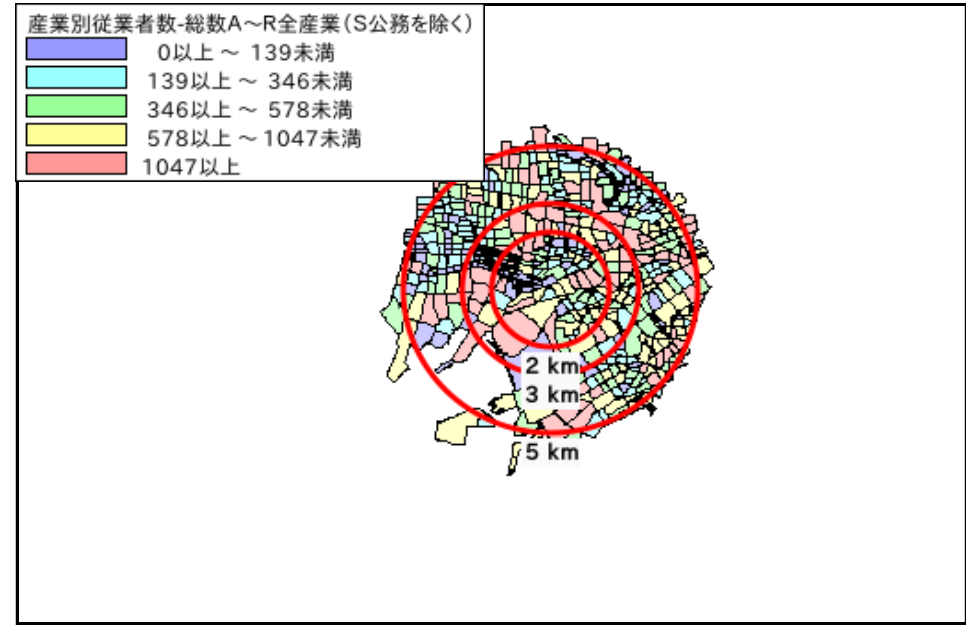 産業別従業者数-総数A～R全産業(S公務を除く)
0以上 ～ 139未満
139以上 ～ 346未満
346以上 ～ 578未満
578以上 ～ 1047未満
1047以上
2 km
3 km
5 km